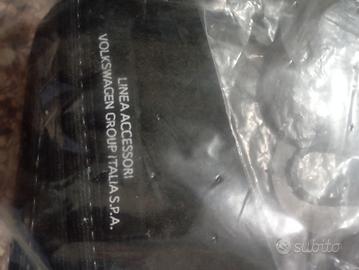 LINEA ACCESSORI
VOLKSWAGEN GROUP ITALIA S.P.A.
subito